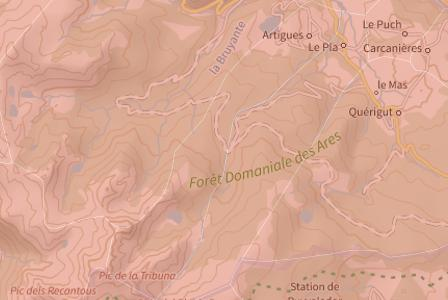 Le Puch
Artigues
Le Pla
Carcanières
la Bruyante
le Mas
Quérigut
Forêt Domaniale des Ares
Pic de la Tribuna
Pic dels Recantous
Station de